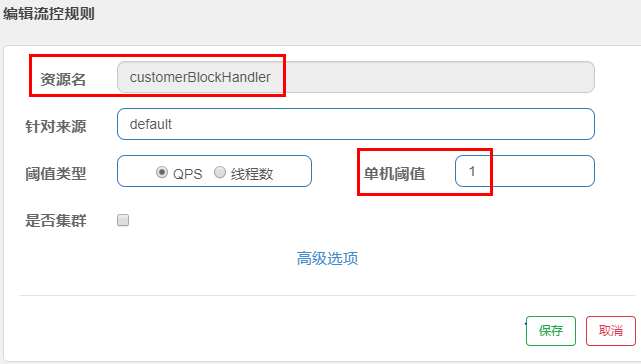 编辑流控规则
资源名 customerBlockHandler
针对来源 default
阈值类型 QPS 线程数 单机阈值 1
是否集群
高级选项
保存 取消